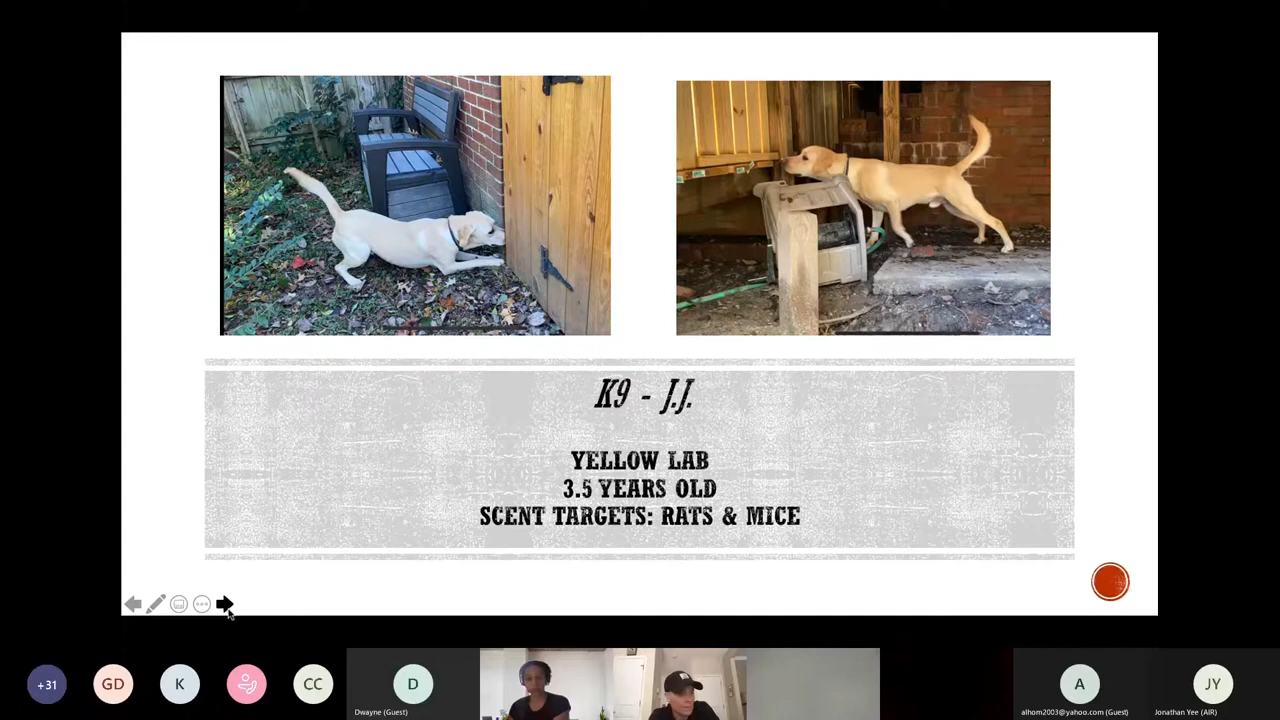 K9 - J.J.
YELLOW LAB
3.5 YEARS OLD
SCENT TARGETS: RATS & MICE
+31
GD
K
CC
D
Dwayne (Guest)
A
alhom2003@yahoo.com (Guest)
JY
Jonathan Yee (AIR)